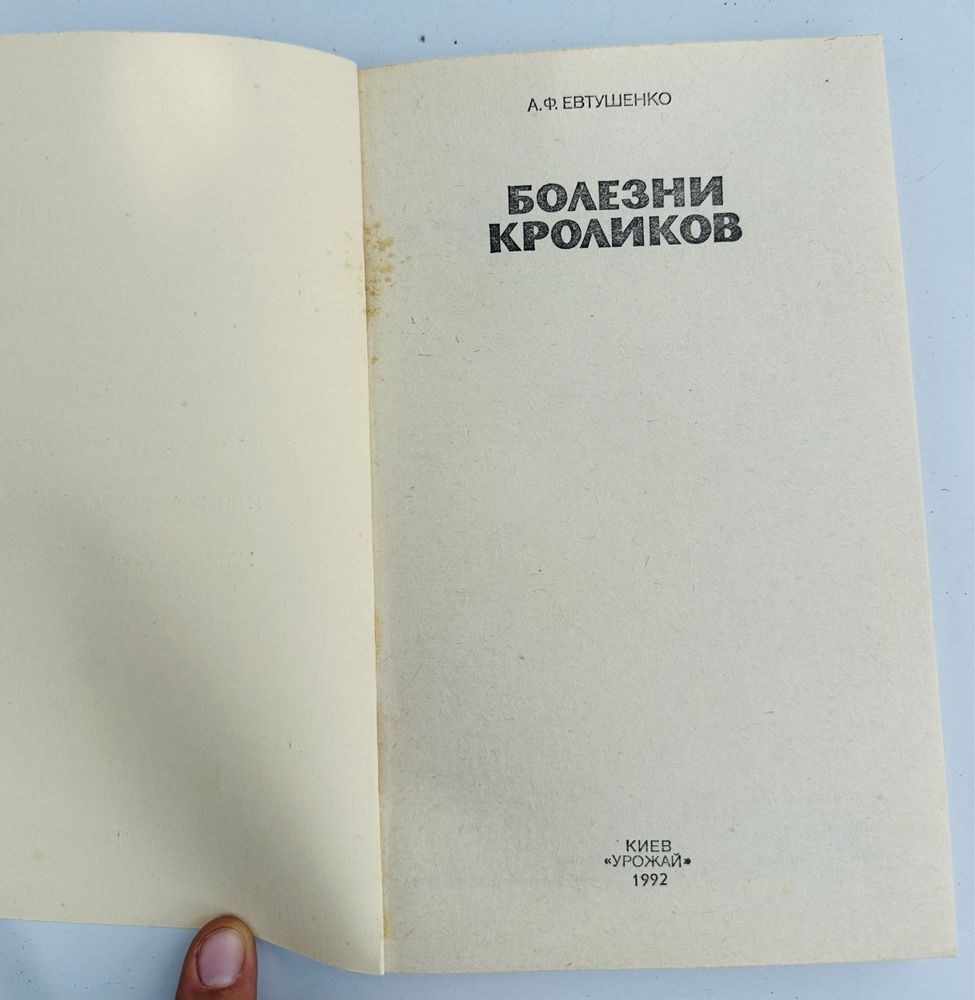 А.Ф. ЕВТУШЕНКО
БОЛЕЗНИ
КРОЛИКОВ
КИЕВ
«УРОЖАЙ»
1992